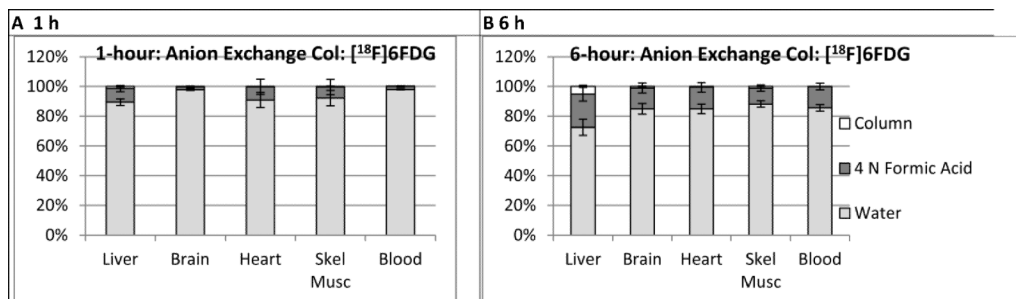 A 1 h
B 6 h
1-hour: Anion Exchange Col: [¹⁸F]6FDG
120%
100%
80%
60%
40%
20%
0%
Liver Brain Heart Skel Musc Blood
6-hour: Anion Exchange Col: [¹⁸F]6FDG
120%
100%
80%
60%
40%
20%
0%
Liver Brain Heart Skel Musc Blood
Column
4 N Formic Acid
Water